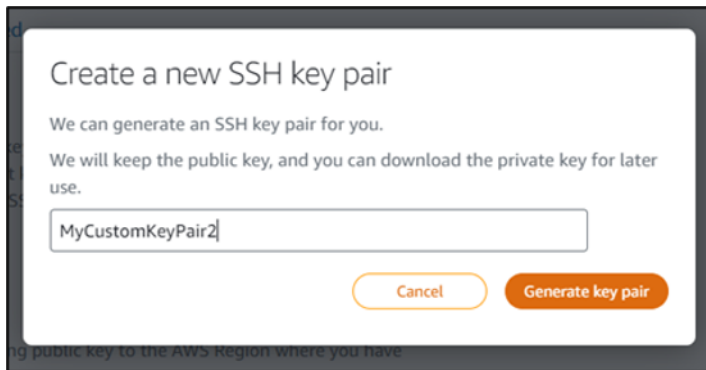 ed
Create a new SSH key pair
We can generate an SSH key pair for you.
We will keep the public key, and you can download the private key for later
use.
MyCustomKeyPair2
Cancel
Generate key pair
ng public key to the AWS Region where you have